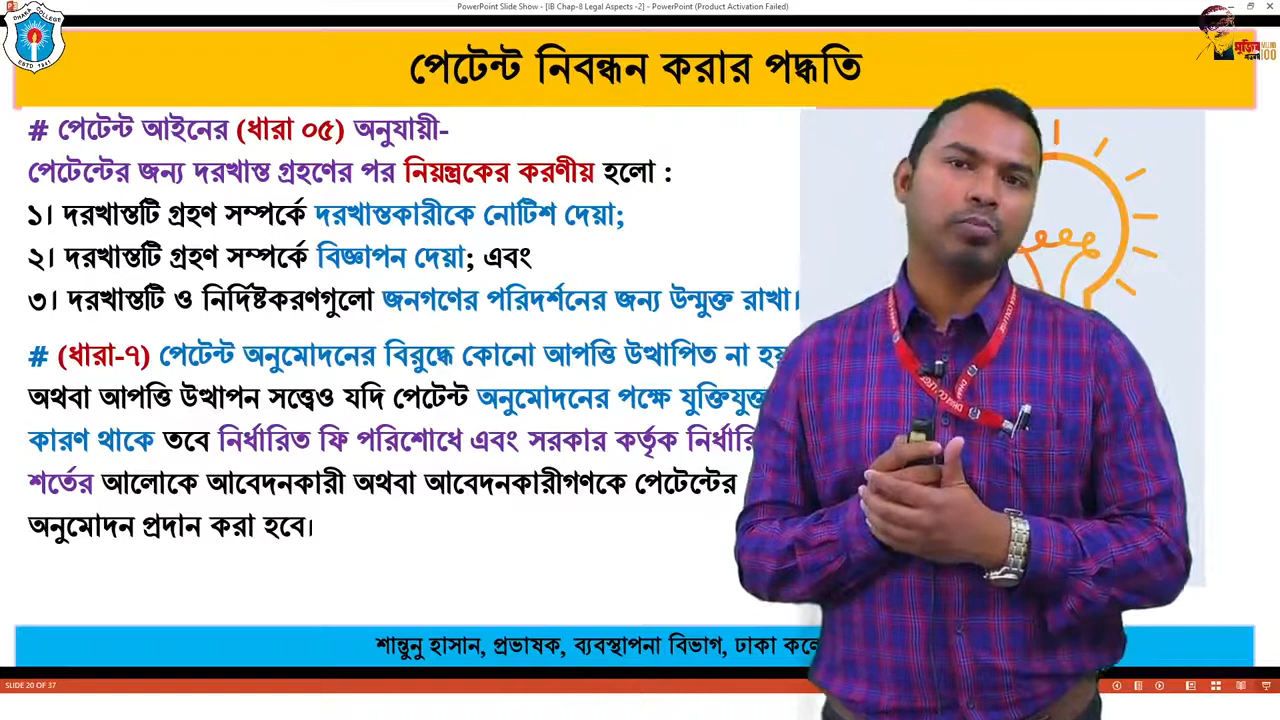 PowerPoint Slide Show - [IB Chap-8 Legal Aspects -2] - PowerPoint (Product Activation Failed)
DHAKA COLLEGE
ESTD 1841
মুজিব
100
পেটেন্ট নিবন্ধন করার পদ্ধতি
# পেটেন্ট আইনের (ধারা ০৫) অনুযায়ী-
পেটেন্টের জন্য দরখাস্ত গ্রহণের পর নিয়ন্ত্রকের করণীয় হলো :
১। দরখাস্তটি গ্রহণ সম্পর্কে দরখাস্তকারীকে নোটিশ দেয়া;
২। দরখাস্তটি গ্রহণ সম্পর্কে বিজ্ঞাপন দেয়া; এবং
৩। দরখাস্তটি ও নির্দিষ্টকরণগুলো জনগণের পরিদর্শনের জন্য উন্মুক্ত রাখা।
# (ধারা-৭) পেটেন্ট অনুমোদনের বিরুদ্ধে কোনো আপত্তি উত্থাপিত না হয়
অথবা আপত্তি উত্থাপন সত্ত্বেও যদি পেটেন্ট অনুমোদনের পক্ষে যুক্তিযুক্ত
কারণ থাকে তবে নির্ধারিত ফি পরিশোধে এবং সরকার কর্তৃক
শর্তের আলোকে আবেদনকারী অথবা আবেদনকারীগণকে পেটেন্টের
অনুমোদন প্রদান করা হবে।
শান্তুনু হাসান, প্রভাষক, ব্যবস্থাপনা বিভাগ, ঢাকা
SLIDE 20 OF 37